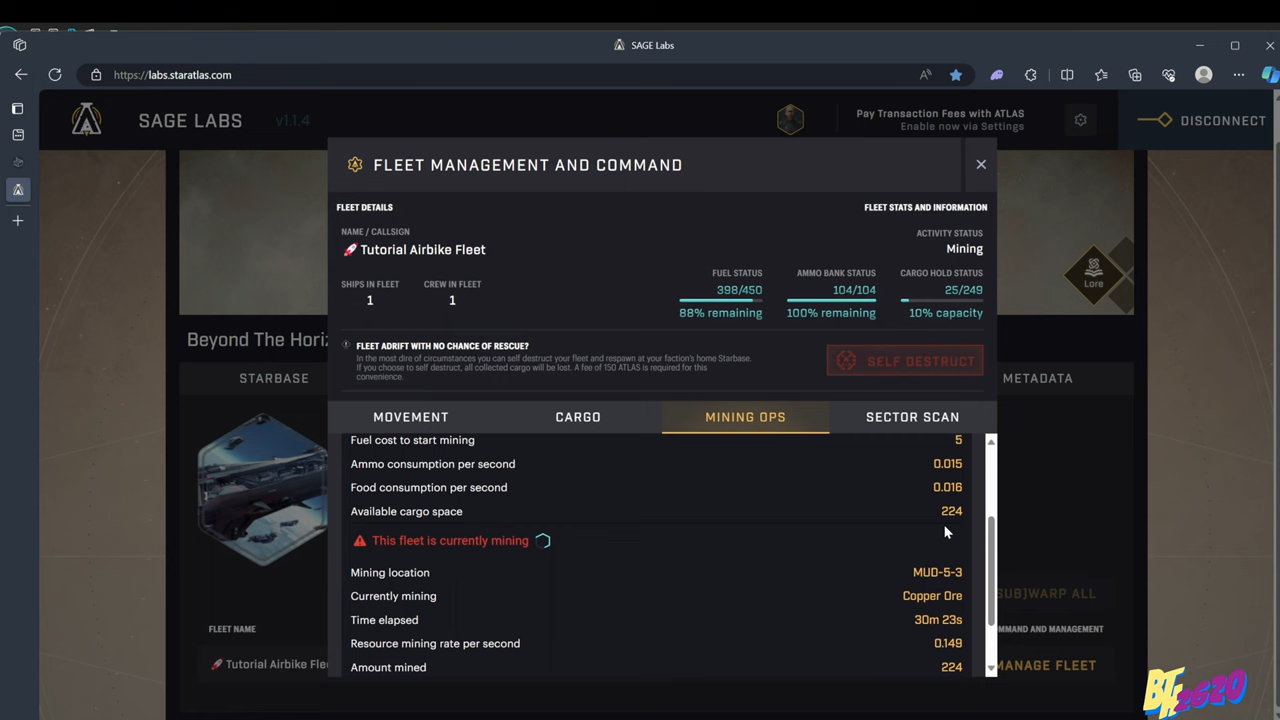 SAGE Labs
https://labs.staratlas.com
SAGE LABS v1.1.4
Pay Transaction Fees with ATLAS
Enable now via Settings
DISCONNECT
FLEET MANAGEMENT AND COMMAND
FLEET DETAILS
FLEET STATS AND INFORMATION
NAME / CALLSIGN
ACTIVITY STATUS
🚀 Tutorial Airbike Fleet
Mining
SHIPS IN FLEET
CREW IN FLEET
1
1
FUEL STATUS
AMMO BANK STATUS
CARGO HOLD STATUS
398/450
104/104
25/249
88% remaining
100% remaining
10% capacity
Lore
Beyond The Horiz
FLEET ADRIFT WITH NO CHANCE OF RESCUE?
In the most dire of circumstances you can self destruct your fleet and respawn at your faction's home Starbase.
If you choose to self destruct, all collected cargo will be lost. A fee of 150 ATLAS is required for this
convenience.
SELF DESTRUCT
STARBASE
METADATA
MOVEMENT
CARGO
MINING OPS
SECTOR SCAN
Fuel cost to start mining 5
Ammo consumption per second 0.015
Food consumption per second 0.016
Available cargo space 224
This fleet is currently mining
Mining location MUD-5-3
Currently mining Copper Ore
Time elapsed 30m 23s
Resource mining rate per second 0.149
Amount mined 224
SUB)WARP ALL
FLEET NAME
MMAND AND MANAGEMENT
🚀 Tutorial Airbike Flee
MANAGE FLEET
BTK2620